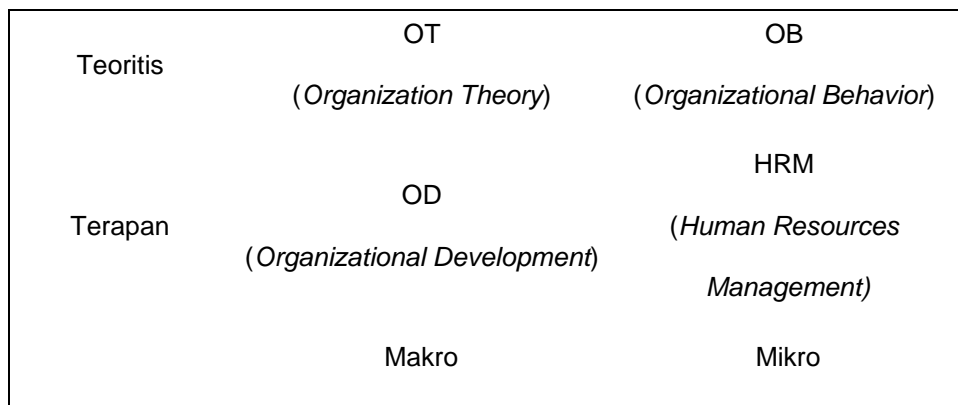 Teoritis
OT
(Organization Theory)
OB
(Organizational Behavior)
Terapan
OD
(Organizational Development)
HRM
(Human Resources
Management)
Makro
Mikro